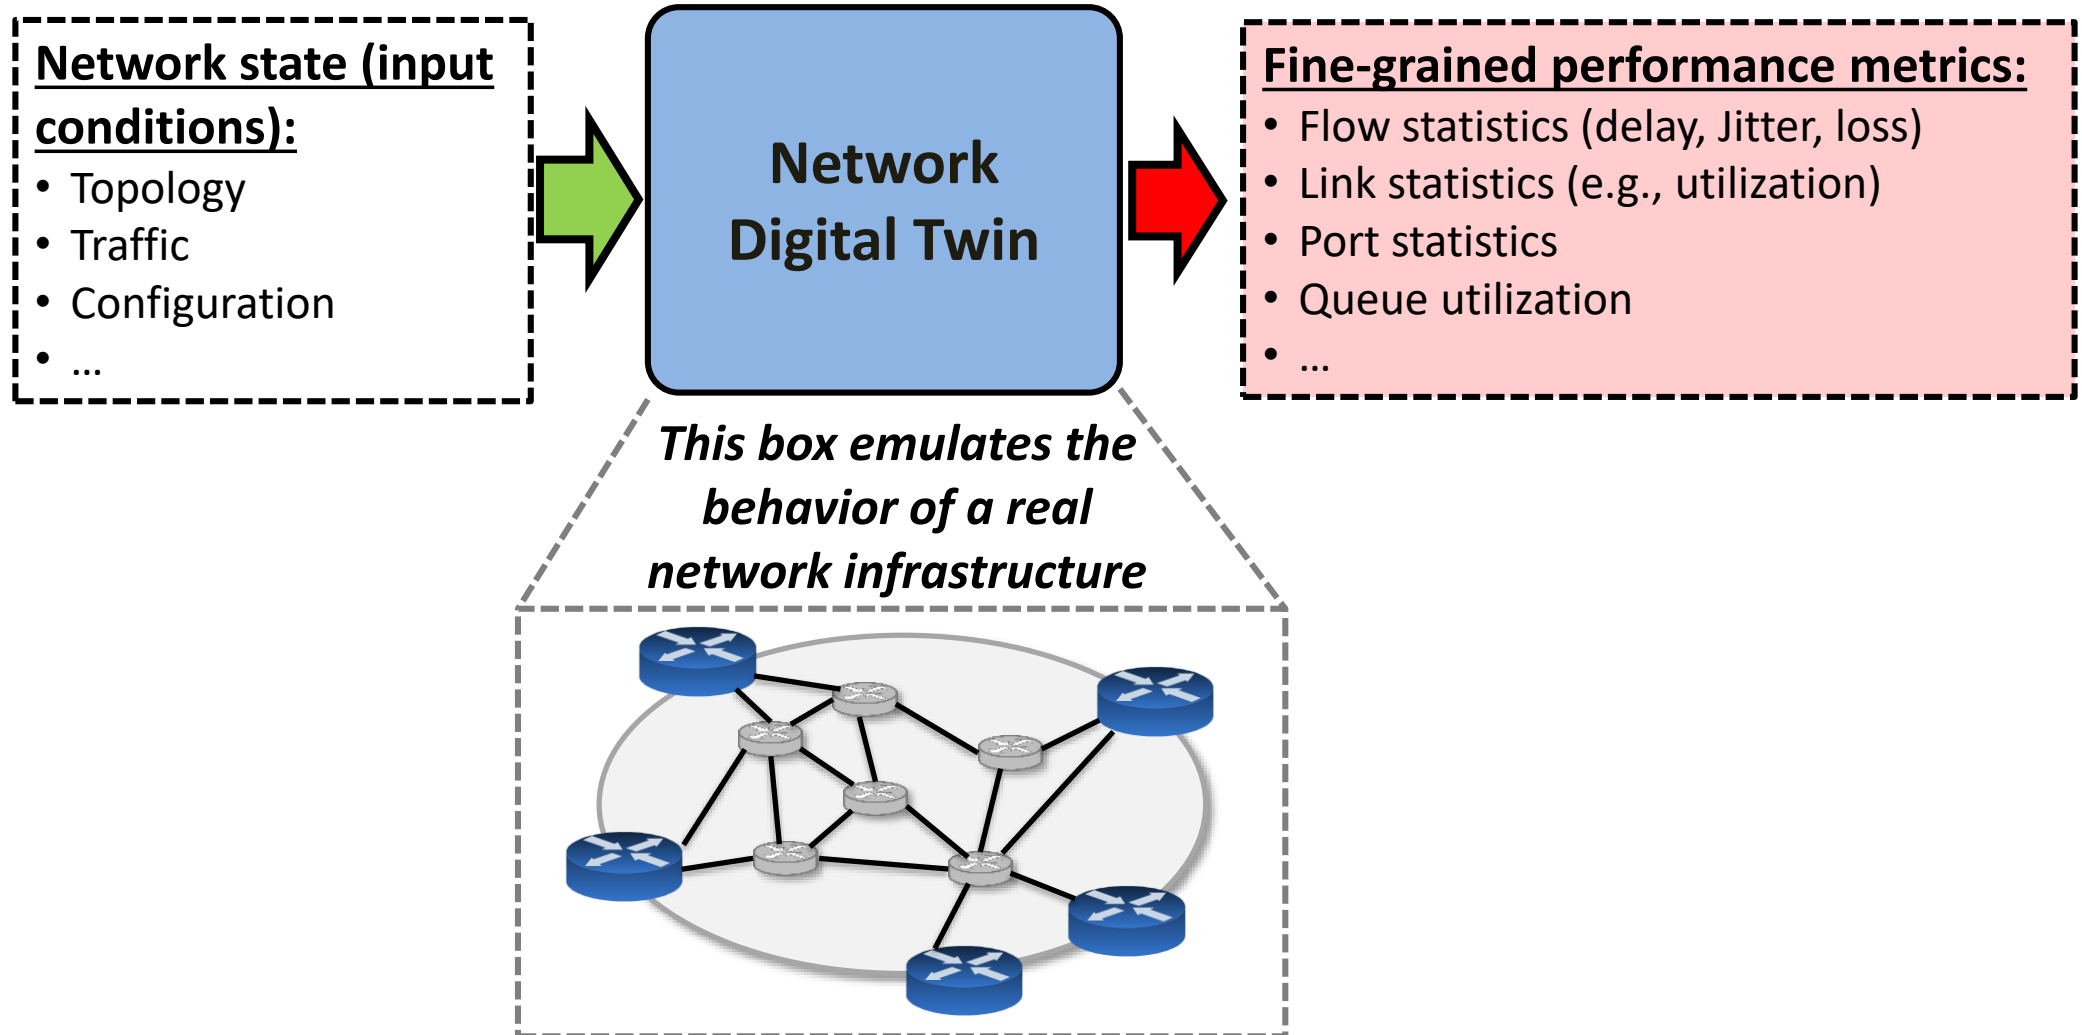 Network state (input
conditions):
• Topology
• Traffic
• Configuration
• ...
Network
Digital Twin
Fine-grained performance metrics:
• Flow statistics (delay, Jitter, loss)
• Link statistics (e.g., utilization)
• Port statistics
• Queue utilization
• ...
This box emulates the
behavior of a real
network infrastructure